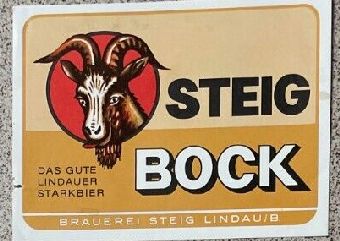 STEIG
BOCK
DAS GUTE
LINDAUER
STARKBIER
BRAUEREI STEIG LINDAU/B.